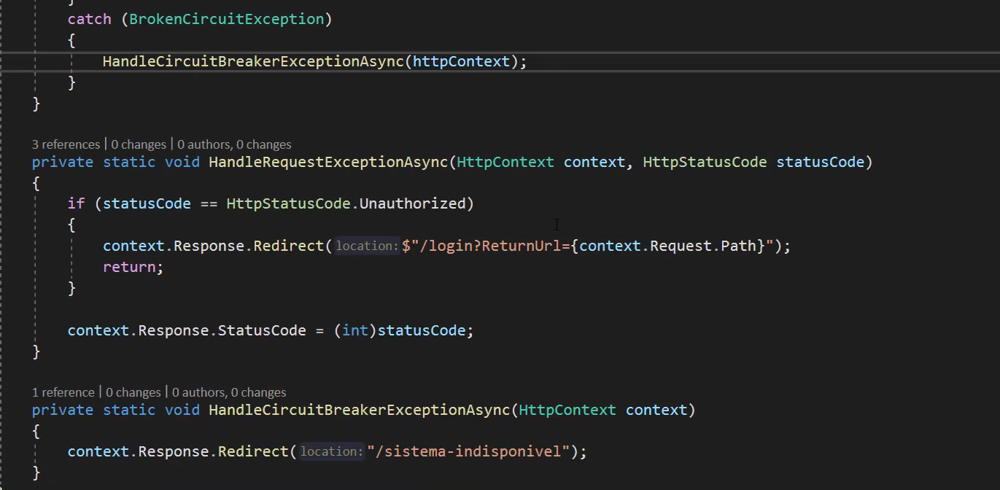 }
catch (BrokenCircuitException)
{
HandleCircuitBreakerExceptionAsync(httpContext);
}
}
3 references | 0 changes | 0 authors, 0 changes
private static void HandleRequestExceptionAsync(HttpContext context, HttpStatusCode statusCode)
{
if (statusCode == HttpStatusCode.Unauthorized)
{
context.Response.Redirect(location:$"/login?ReturnUrl={context.Request.Path}");
return;
}
context.Response.StatusCode = (int)statusCode;
}
1 reference | 0 changes | 0 authors, 0 changes
private static void HandleCircuitBreakerExceptionAsync(HttpContext context)
{
context.Response.Redirect(location:"/sistema-indisponivel");
}